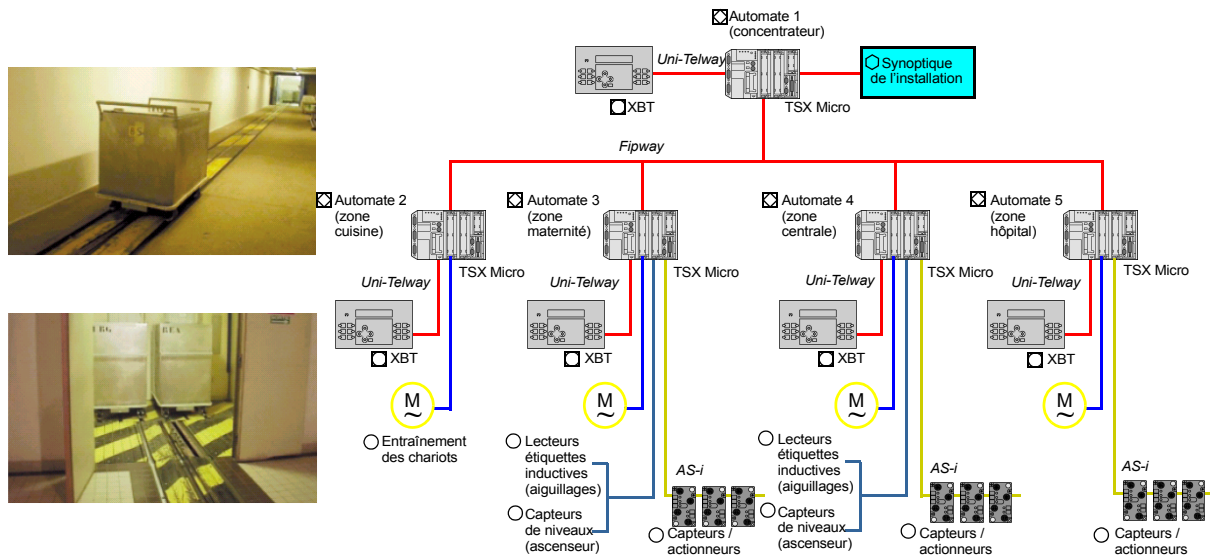 Automate 1
(concentrateur)
Uni-Telway
Synoptique
de l'installation
XBT
TSX Micro
Fipway
Automate 2
(zone
cuisine)
Automate 3
(zone
maternité)
Automate 4
(zone
centrale)
Automate 5
(zone
hôpital)
TSX Micro
TSX Micro
TSX Micro
TSX Micro
Uni-Telway
Uni-Telway
Uni-Telway
Uni-Telway
XBT
XBT
XBT
XBT
M
~
M
~
M
~
M
~
Entraînement
des chariots
Lecteurs
étiquettes
inductives
(aiguillages)
Capteurs
de niveaux
(ascenseur)
AS-i
Capteurs /
actionneurs
Lecteurs
étiquettes
inductives
(aiguillages)
Capteurs
de niveaux
(ascenseur)
AS-i
Capteurs /
actionneurs
AS-i
Capteurs /
actionneurs